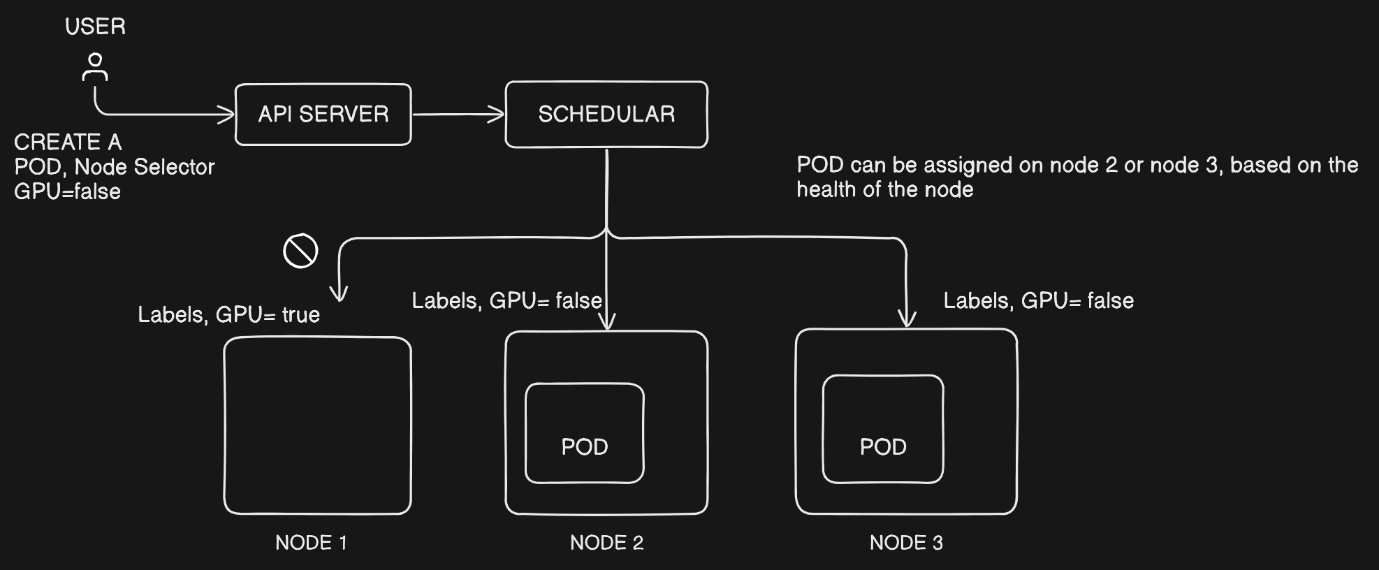 USER
API SERVER
SCHEDULAR
CREATE A
POD, Node Selector
GPU=false
POD can be assigned on node 2 or node 3, based on the
health of the node
Labels, GPU= true
Labels, GPU= false
Labels, GPU= false
POD
POD
NODE 1
NODE 2
NODE 3